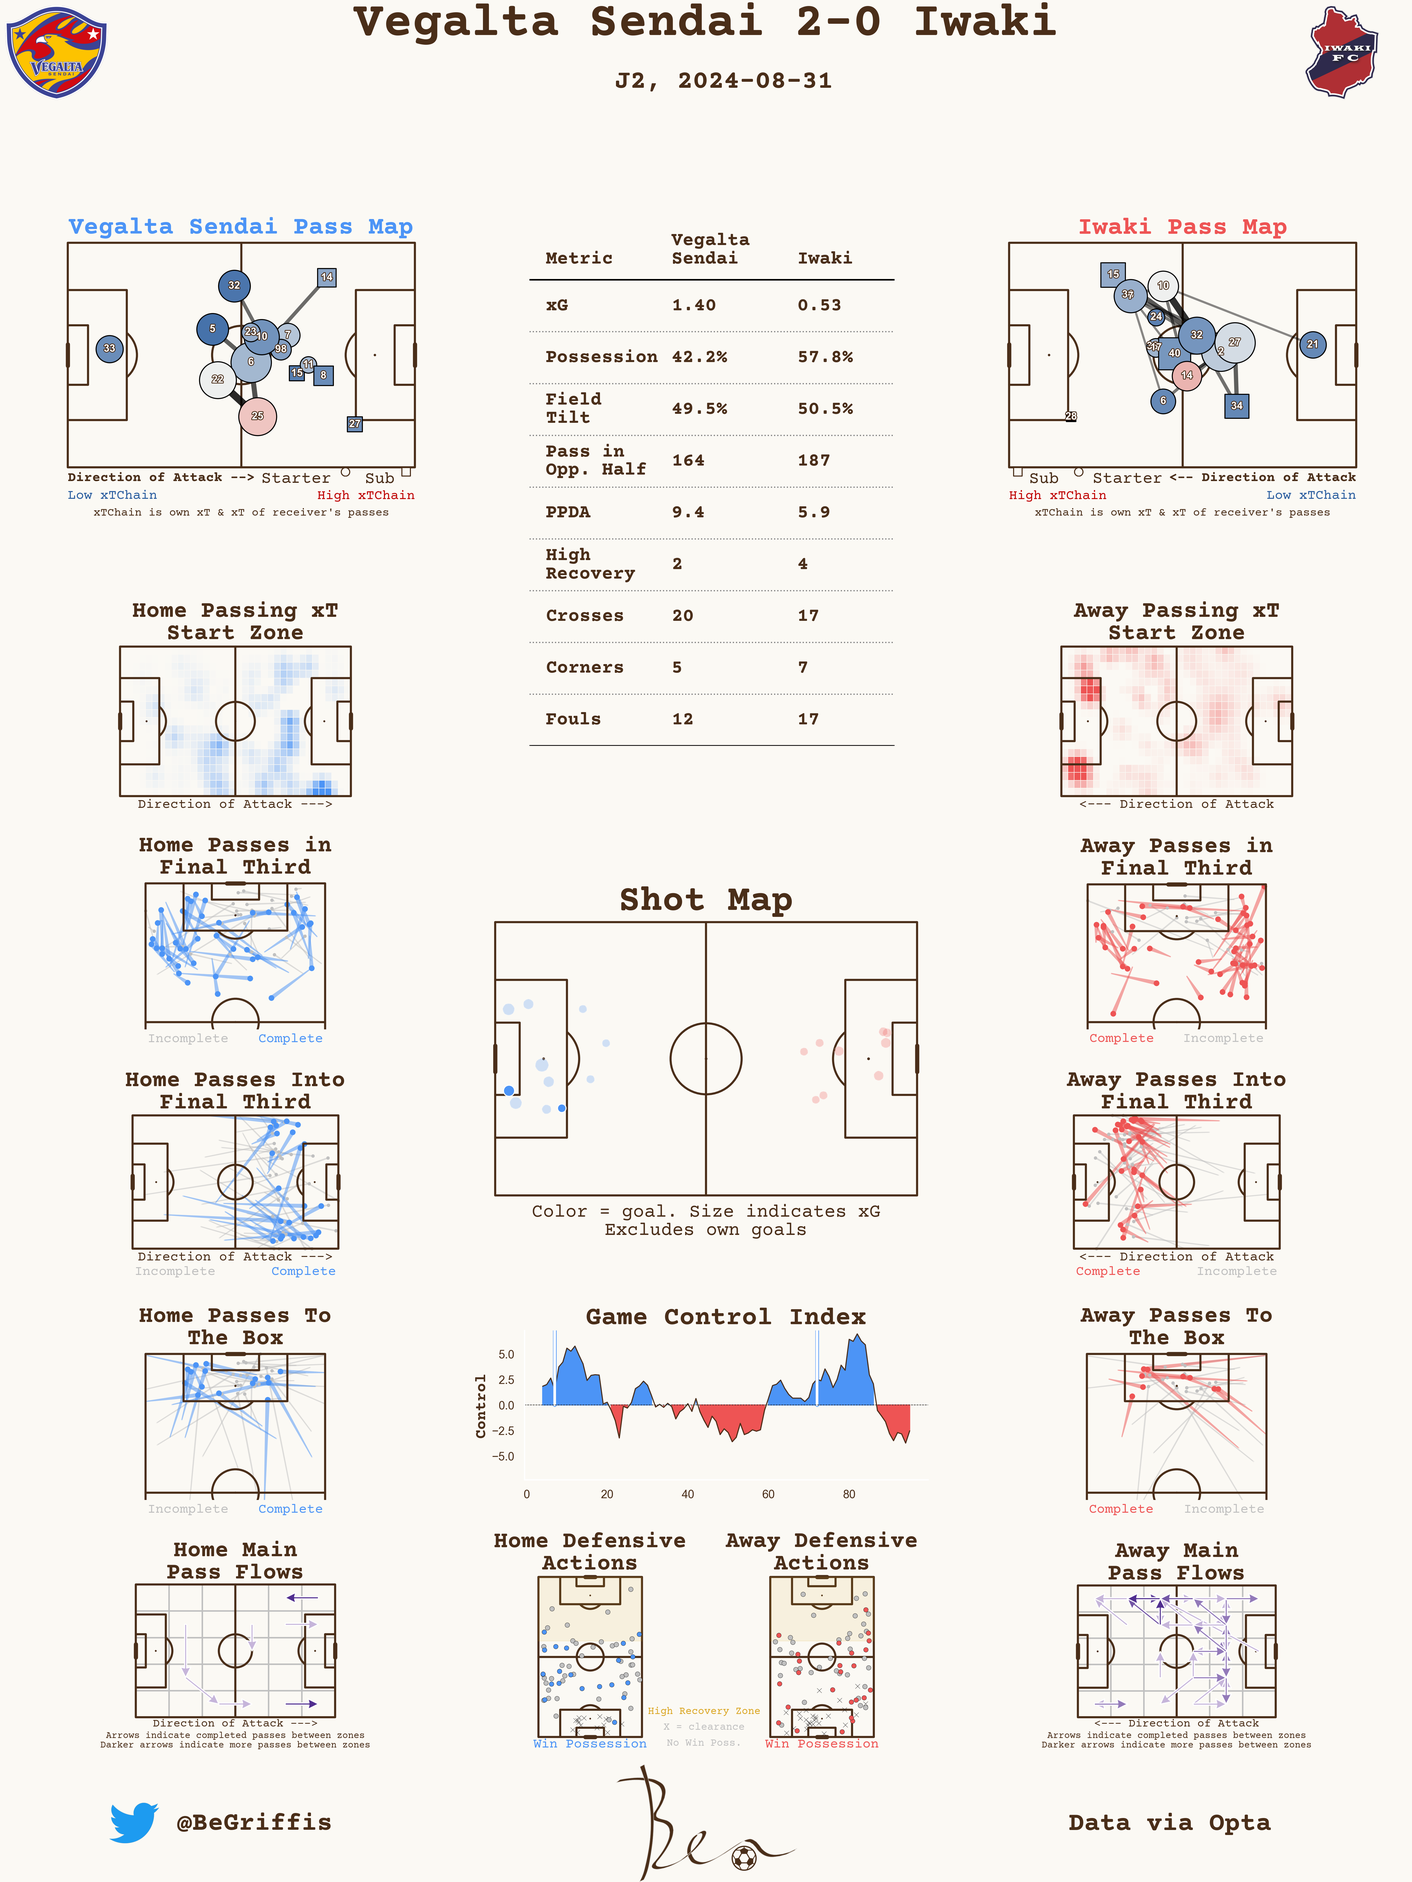 Vegalta Sendai 2-0 Iwaki
J2, 2024-08-31
VEGALTA
SENDAI
IWAKI
FC
Vegalta Sendai Pass Map
33
32
5
22
25
6
23
10
7
98
11
15
8
14
27
Direction of Attack --> Starter Sub
Low xTChain High xTChain
xTChain is own xT & xT of receiver's passes
Metric Vegalta Sendai Iwaki
xG 1.40 0.53
Possession 42.2% 57.8%
Field Tilt 49.5% 50.5%
Pass in Opp. Half 164 187
PPDA 9.4 5.9
High Recovery 2 4
Crosses 20 17
Corners 5 7
Fouls 12 17
Iwaki Pass Map
15
10
24
32
27
2
17
40
14
6
34
21
28
Sub Starter <-- Direction of Attack
High xTChain Low xTChain
xTChain is own xT & xT of receiver's passes
Home Passing xT
Start Zone
Direction of Attack --->
Away Passing xT
Start Zone
<--- Direction of Attack
Home Passes in
Final Third
Incomplete Complete
Away Passes in
Final Third
Complete Incomplete
Shot Map
Color = goal. Size indicates xG
Excludes own goals
Home Passes Into
Final Third
Direction of Attack --->
Incomplete Complete
Away Passes Into
Final Third
<--- Direction of Attack
Complete Incomplete
Home Passes To
The Box
Incomplete Complete
Game Control Index
Control
5.0
2.5
0.0
−2.5
−5.0
0 20 40 60 80
Away Passes To
The Box
Complete Incomplete
Home Main
Pass Flows
Direction of Attack --->
Arrows indicate completed passes between zones
Darker arrows indicate more passes between zones
Home Defensive
Actions
Win Possession
High Recovery Zone
X = clearance
No Win Poss.
Away Defensive
Actions
Win Possession
Away Main
Pass Flows
<--- Direction of Attack
Arrows indicate completed passes between zones
Darker arrows indicate more passes between zones
@BeGriffis
Ben
Data via Opta